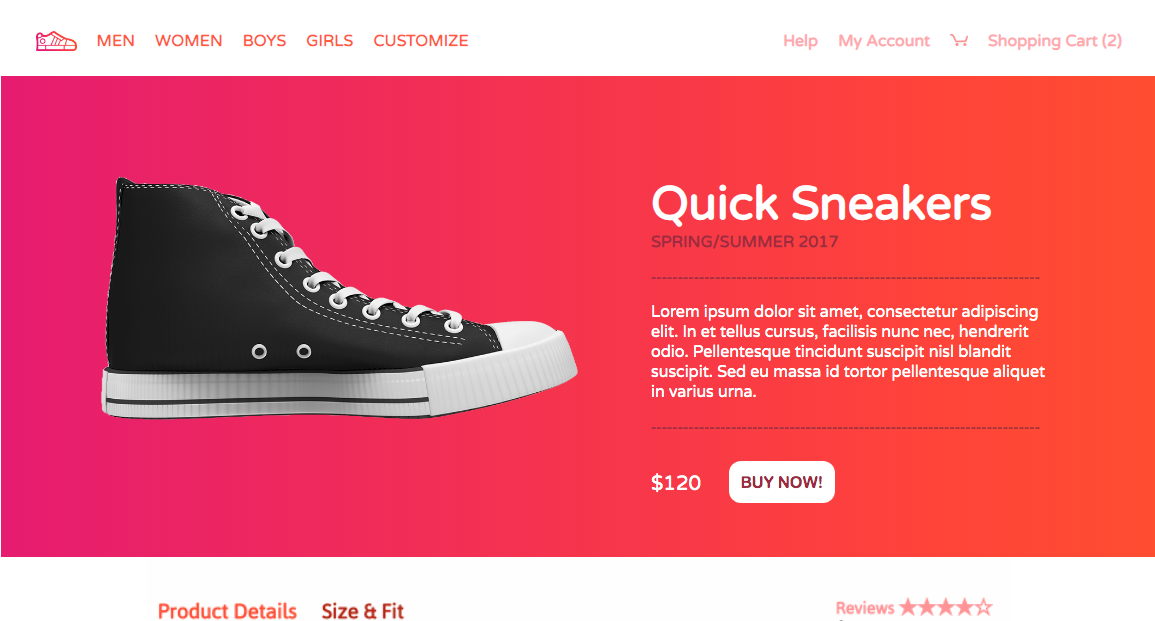 MEN WOMEN BOYS GIRLS CUSTOMIZE Help My Account Shopping Cart (2)
Quick Sneakers
SPRING/SUMMER 2017
Lorem ipsum dolor sit amet, consectetur adipiscing
elit. In et tellus cursus, facilisis nunc nec, hendrerit
odio. Pellentesque tincidunt suscipit nisl blandit
suscipit. Sed eu massa id tortor pellentesque aliquet
in varius urna.
$120 BUY NOW!
Product Details Size & Fit Reviews ★★★★☆